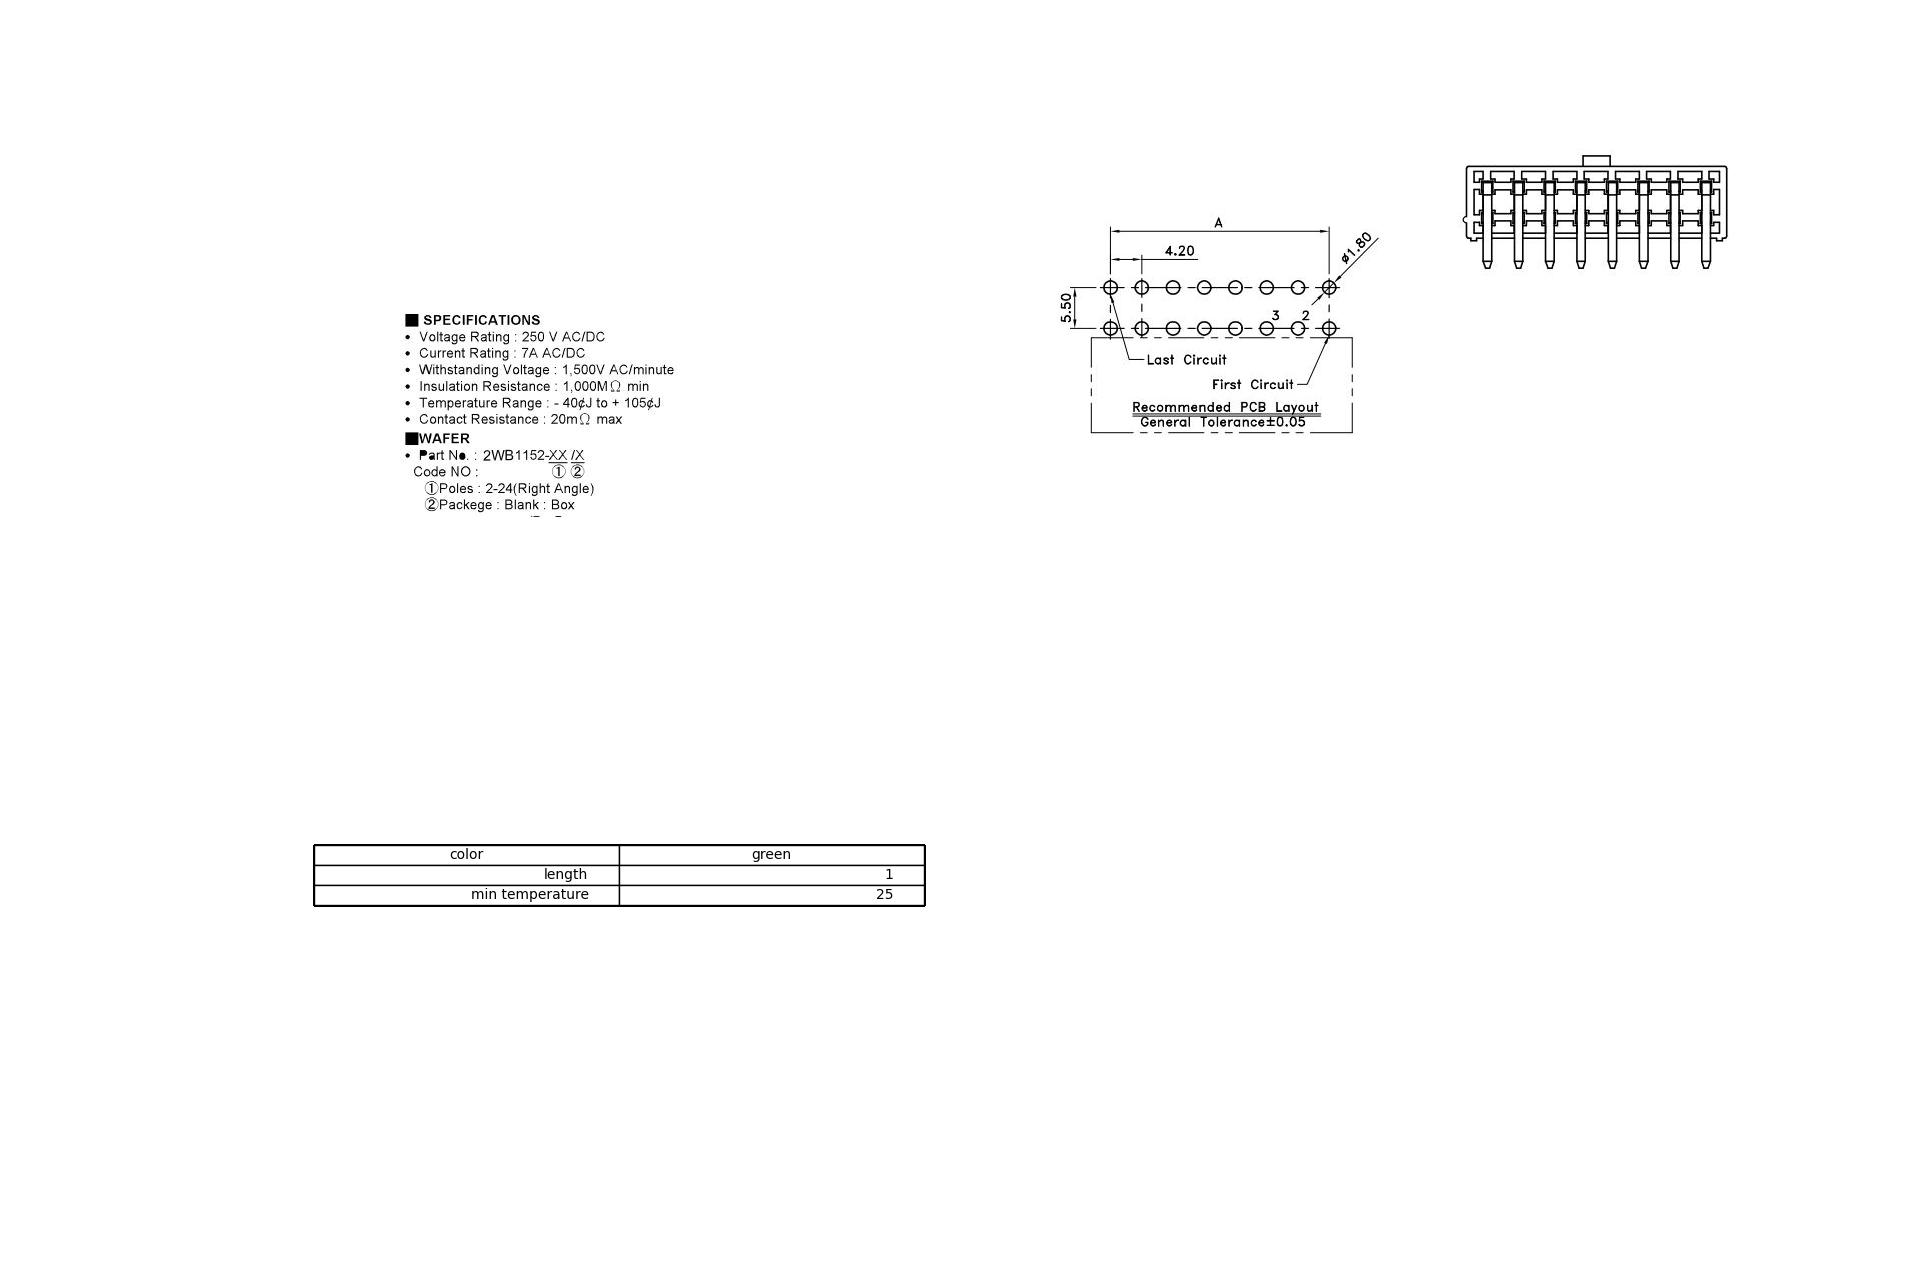 ■ SPECIFICATIONS
• Voltage Rating : 250 V AC/DC
• Current Rating : 7A AC/DC
• Withstanding Voltage : 1,500V AC/minute
• Insulation Resistance : 1,000MΩ min
• Temperature Range : - 40¢J to + 105¢J
• Contact Resistance : 20mΩ max
■WAFER
• Part No. : 2WB1152-XX /X
Code NO : ① ②
①Poles : 2-24(Right Angle)
②Packege : Blank : Box
A
4.20
ø1.80
5.50
3 2
Last Circuit
First Circuit
Recommended PCB Layout
General Tolerance±0.05
color green
length 1
min temperature 25